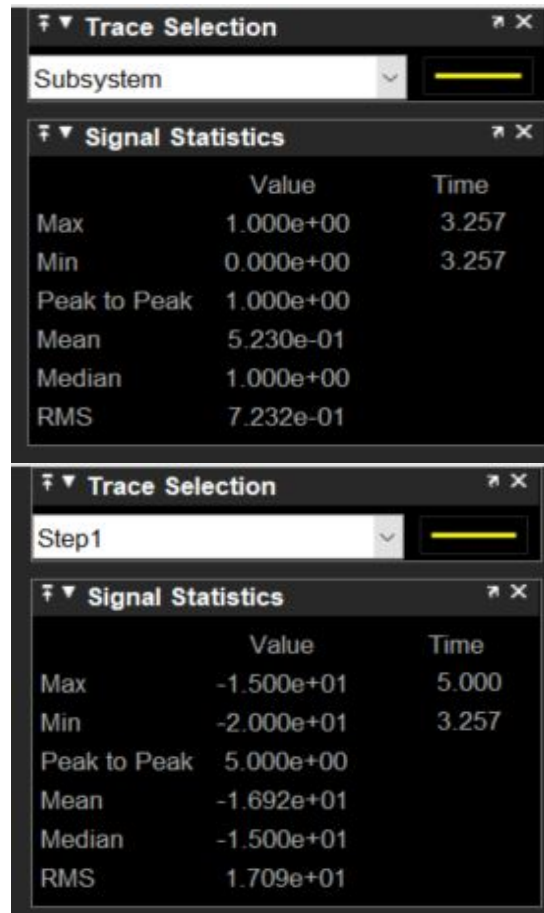 Trace Selection
Subsystem
Signal Statistics
Value Time
Max 1.000e+00 3.257
Min 0.000e+00 3.257
Peak to Peak 1.000e+00
Mean 5.230e-01
Median 1.000e+00
RMS 7.232e-01
Trace Selection
Step1
Signal Statistics
Value Time
Max -1.500e+01 5.000
Min -2.000e+01 3.257
Peak to Peak 5.000e+00
Mean -1.692e+01
Median -1.500e+01
RMS 1.709e+01